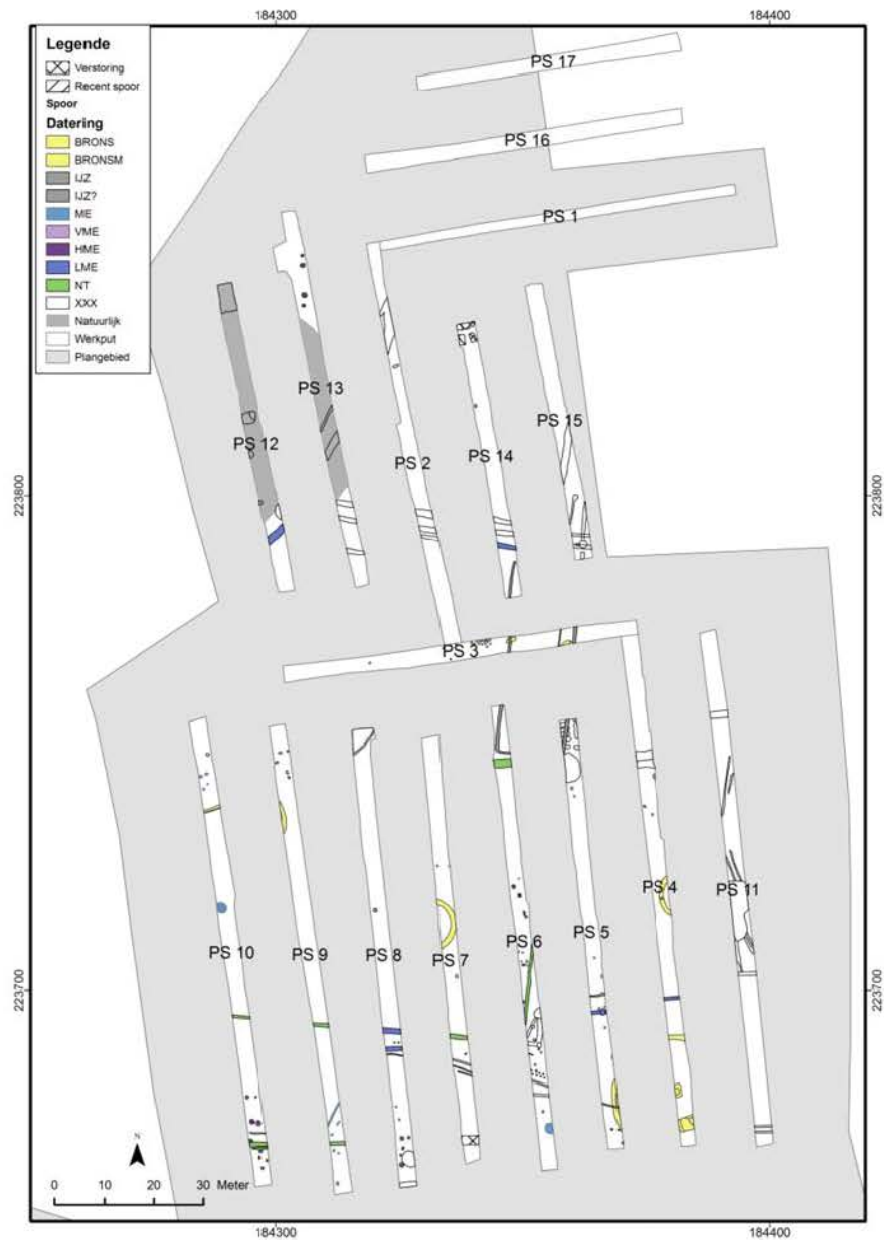 184300 184400
Legende
Verstoring
Recent spoor
Spoor
Datering
BRONS
BRONSM
IJZ
IJZ?
ME
VME
HME
LME
NT
XXX
Natuurlijk
Werkput
Plangebied
PS 17
PS 16
PS 1
PS 13
PS 12
PS 15
PS 2
PS 14
223800 223800
PS 3
PS 4
PS 11
PS 10
PS 9
PS 8
PS 7
PS 6
PS 5
223700 223700
N
0 10 20 30 Meter
184300 184400